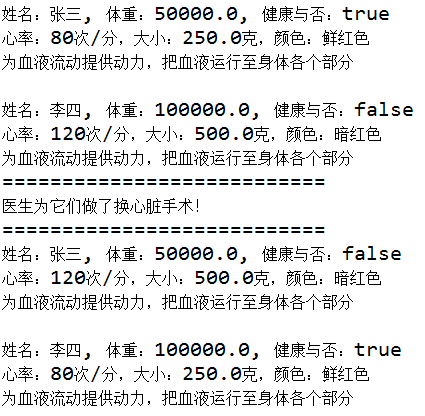 姓名：张三, 体重：50000.0, 健康与否：true
心率：80次/分，大小：250.0克，颜色：鲜红色
为血液流动提供动力，把血液运行至身体各个部分
姓名：李四, 体重：100000.0, 健康与否：false
心率：120次/分，大小：500.0克，颜色：暗红色
为血液流动提供动力，把血液运行至身体各个部分
===========================
医生为它们做了换心脏手术！
===========================
姓名：张三, 体重：50000.0, 健康与否：false
心率：120次/分，大小：500.0克，颜色：暗红色
为血液流动提供动力，把血液运行至身体各个部分
姓名：李四, 体重：100000.0, 健康与否：true
心率：80次/分，大小：250.0克，颜色：鲜红色
为血液流动提供动力，把血液运行至身体各个部分